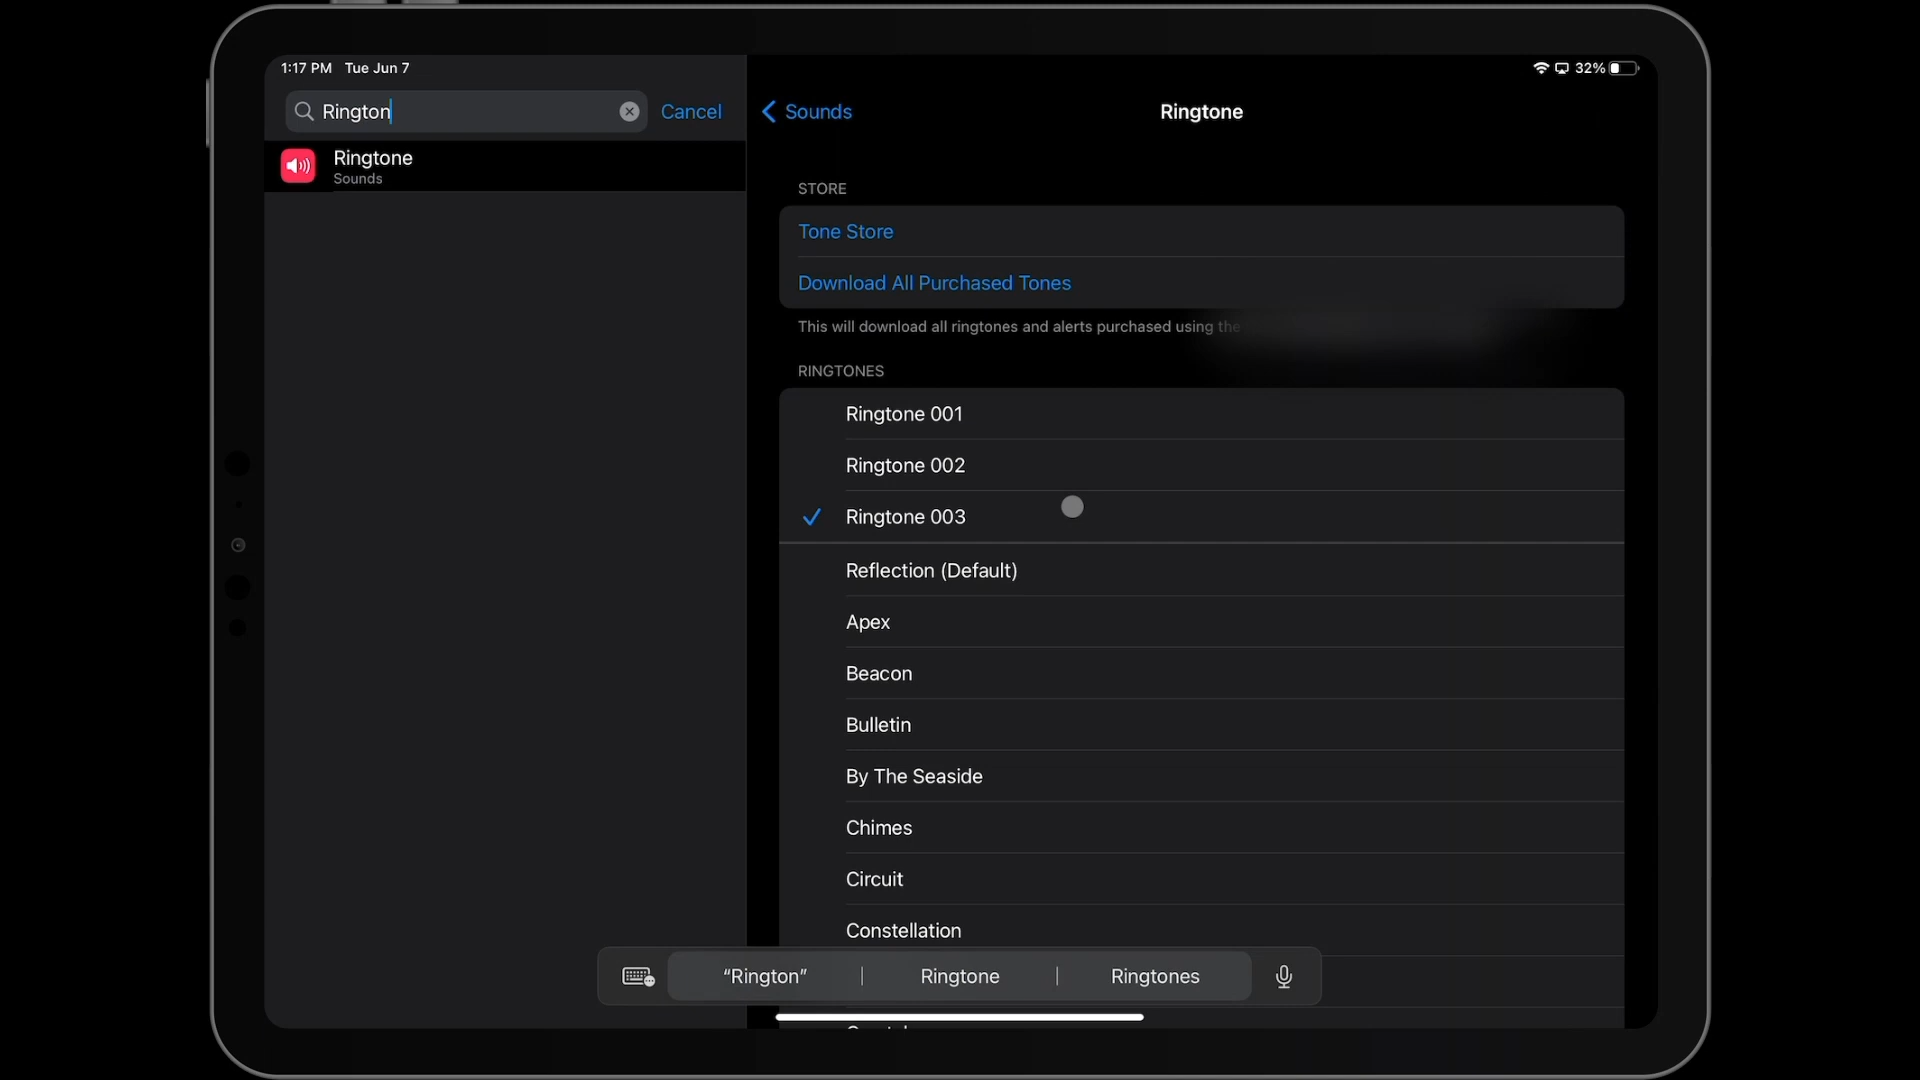 1:17 PM Tue Jun 7
32%
Rington
Cancel
Ringtone
Sounds
Sounds
Ringtone
STORE
Tone Store
Download All Purchased Tones
This will download all ringtones and alerts purchased using the
RINGTONES
Ringtone 001
Ringtone 002
Ringtone 003
Reflection (Default)
Apex
Beacon
Bulletin
By The Seaside
Chimes
Circuit
Constellation
“Rington”
Ringtone
Ringtones